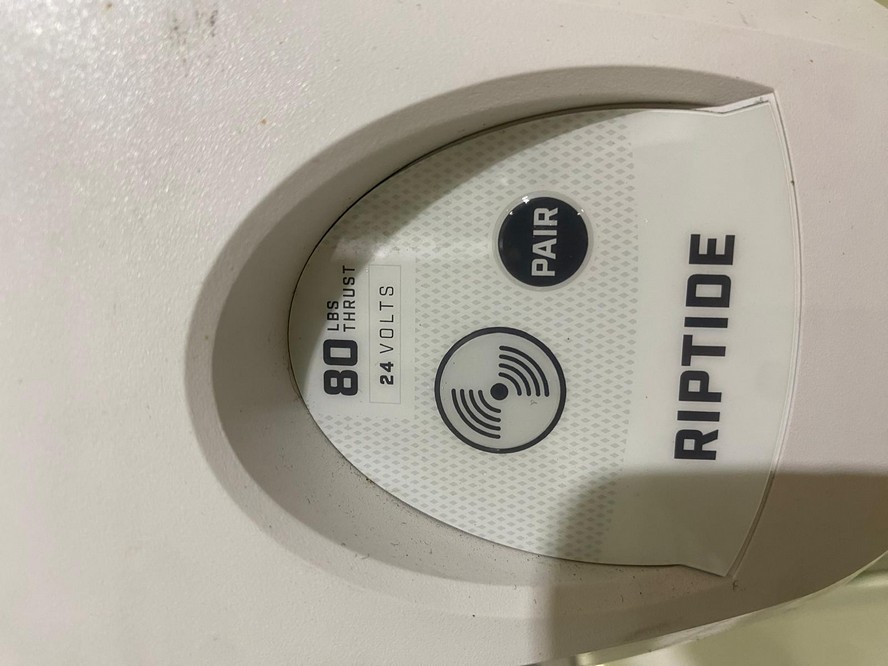 80 LBS
THRUST
24 VOLTS
PAIR
RIPTIDE